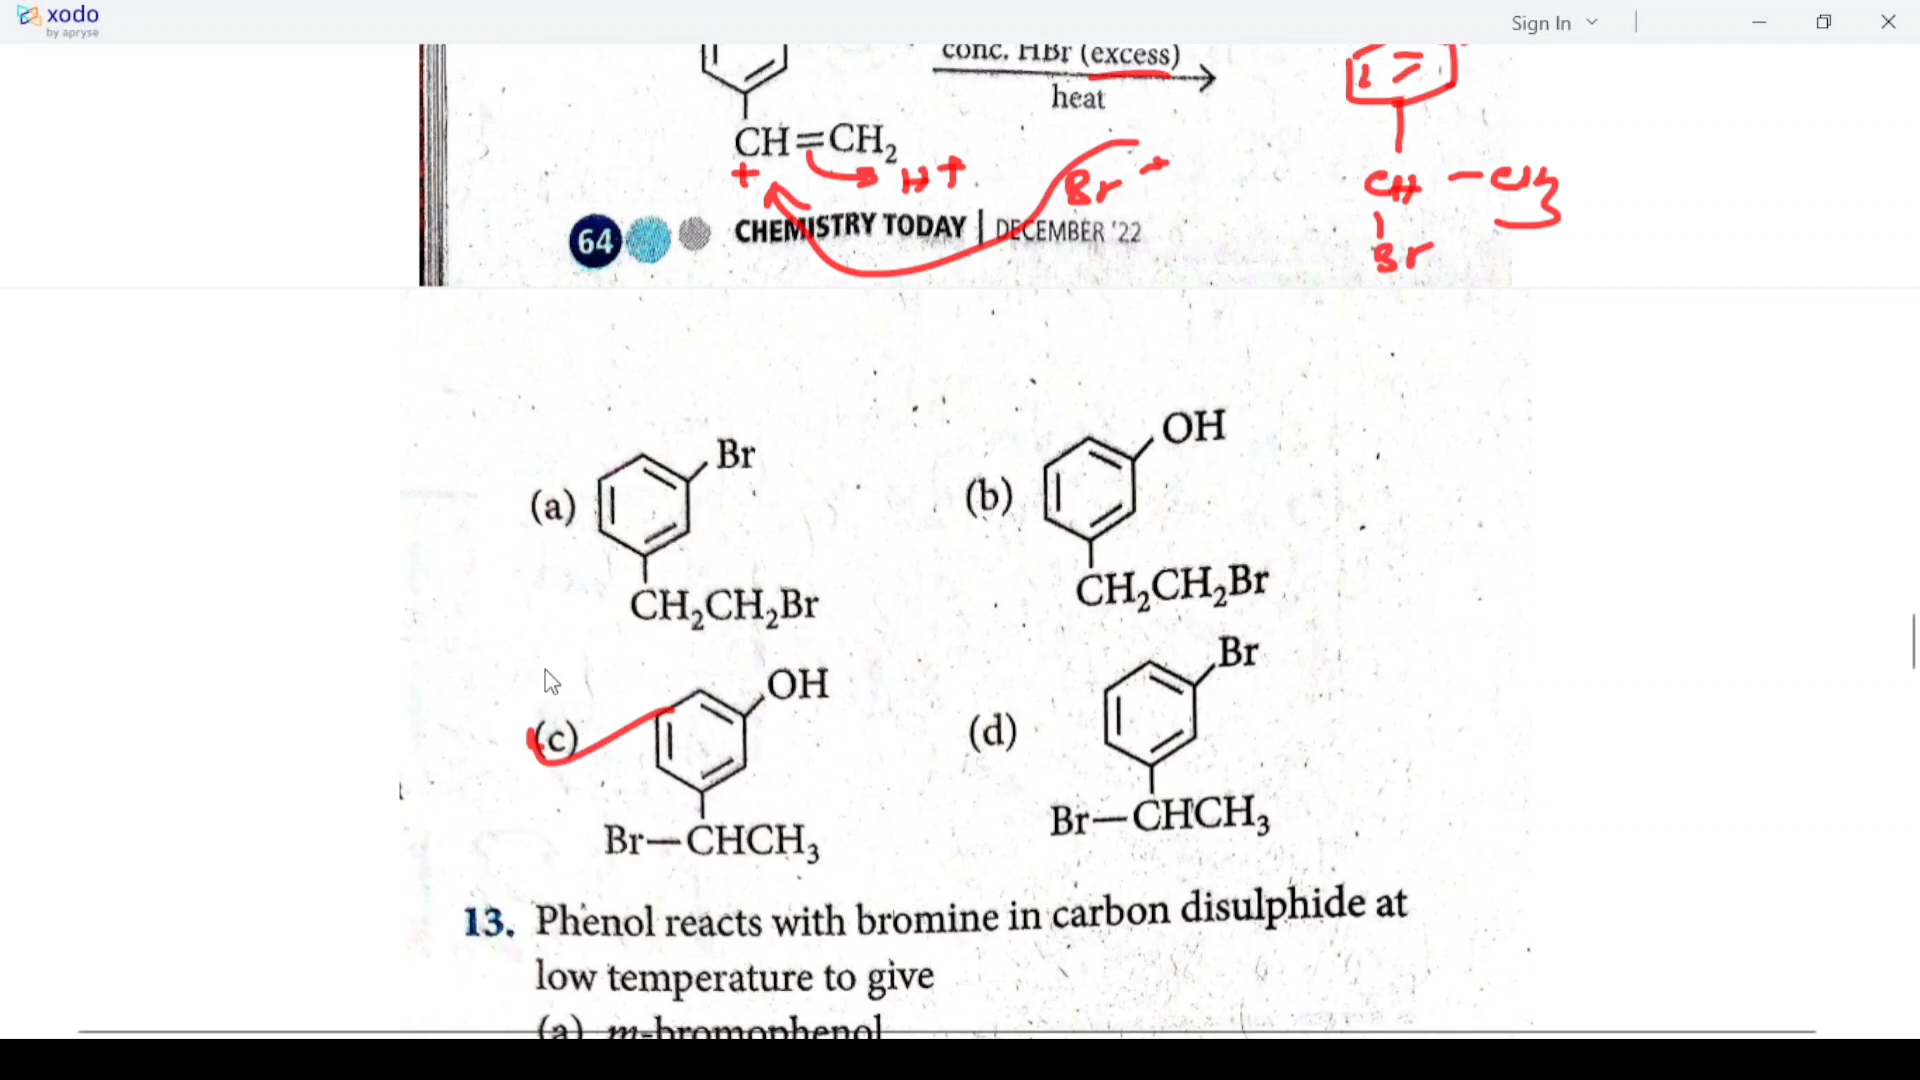 xodo
by apryse
Sign In
conc. HBr (excess)
heat
CH=CH₂
+ H+ Br-
CH - CH3
Br
64 CHEMISTRY TODAY | DECEMBER '22
(a) Br
CH₂CH₂Br
(b) OH
CH₂CH₂Br
(c) OH
Br—CHCH₃
(d) Br
Br—CHCH₃
13. Phenol reacts with bromine in carbon disulphide at
low temperature to give
(a) m-bromophenol